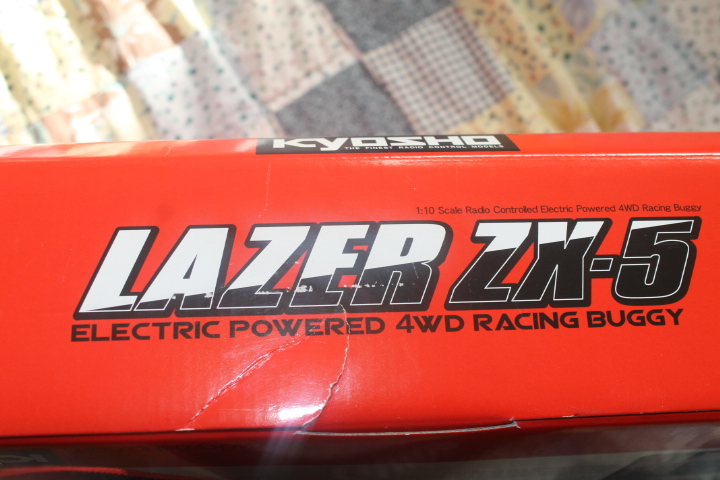 KYOSHO
THE FINEST RADIO CONTROL MODELS
1:10 Scale Radio Controlled Electric Powered 4WD Racing Buggy
LAZER ZX-5
ELECTRIC POWERED 4WD RACING BUGGY